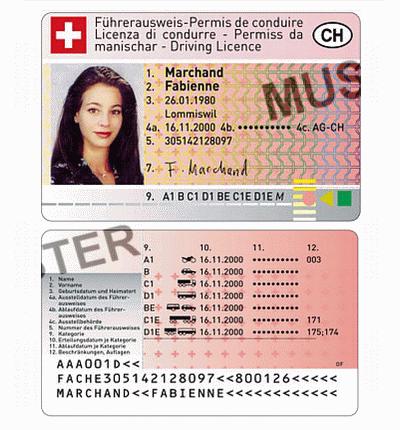 Führerausweis-Permis de conduire
Licenza di condurre - Permiss da
manischar - Driving Licence
CH
1. Marchand
2. Fabienne
3. 26.01.1980
Lommiswil
4a. 16.11.2000 4b. •••••••••• 4c. AG-CH
5. 305142128097
7. F. Marchand
9. A1 B C1 D1 BE C1E D1E M
MUS
TER
9. 10. 11. 12.
A1 16.11.2000 •••••••••• 003
B 16.11.2000 ••••••••••
C1 16.11.2000 ••••••••••
D1 16.11.2000 ••••••••••
BE 16.11.2000 ••••••••••
C1E 16.11.2000 •••••••••• 171
D1E 16.11.2000 •••••••••• 175;174
1. Name
2. Vorname
3. Geburtsdatum und Heimatort
4a. Ausstelldatum des Führer-
ausweises
4b. Ablaufdatum des Führer-
ausweises
4c. Ausstellbehörde
5. Nummer des Führerausweises
9. Kategorie
10. Erteilungsdatum je Kategorie
11. Ablaufdatum je Kategorie
12. Beschränkungen, Auflagen
DF
AAA001D<<
FACHE305142128097<<800126<<<<<
MARCHAND<<FABIENNE<<<<<<<<<<<<